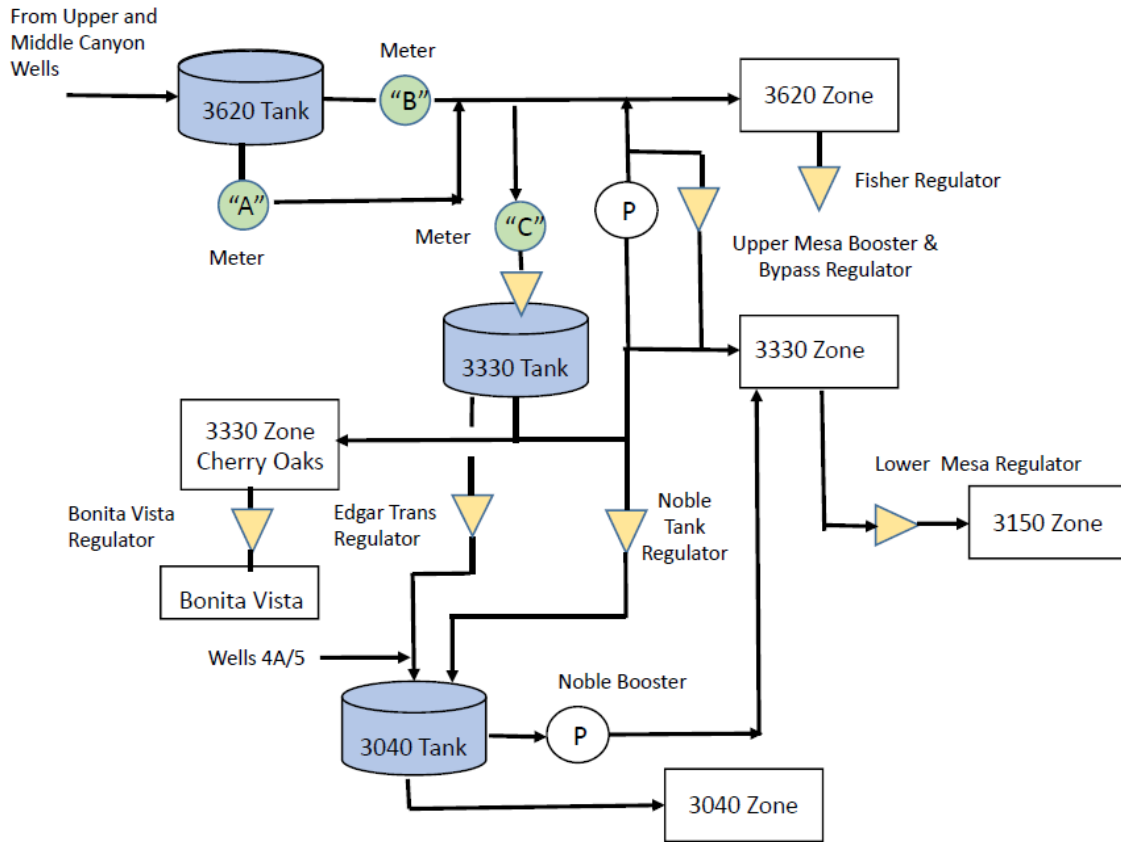 From Upper and
Middle Canyon
Wells
Meter
3620 Tank
“B”
3620 Zone
“A”
Meter
Meter
“C”
P
Fisher Regulator
Upper Mesa Booster &
Bypass Regulator
3330 Tank
3330 Zone
3330 Zone
Cherry Oaks
Lower  Mesa Regulator
Bonita Vista
Regulator
Edgar Trans
Regulator
Noble
Tank
Regulator
3150 Zone
Bonita Vista
Wells 4A/5
Noble Booster
3040 Tank
P
3040 Zone